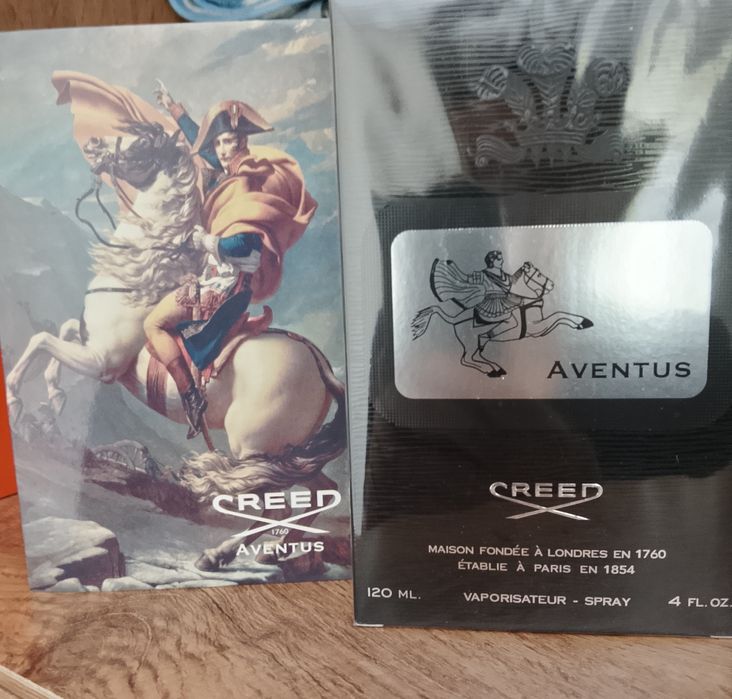 CREED
1760
AVENTUS
AVENTUS
CREED
MAISON FONDÉE À LONDRES EN 1760
ÉTABLIE À PARIS EN 1854
120 ML. VAPORISATEUR - SPRAY 4 FL.OZ.